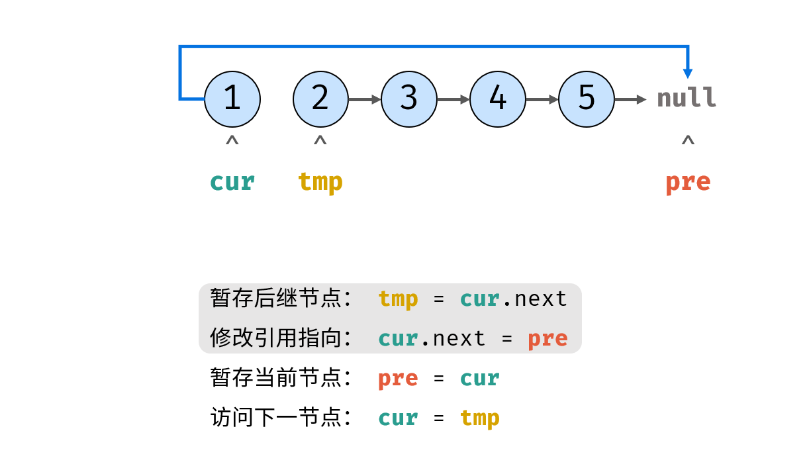 1 2 3 4 5 null
^ ^ ^
cur tmp pre
暂存后继节点： tmp = cur.next
修改引用指向： cur.next = pre
暂存当前节点： pre = cur
访问下一节点： cur = tmp